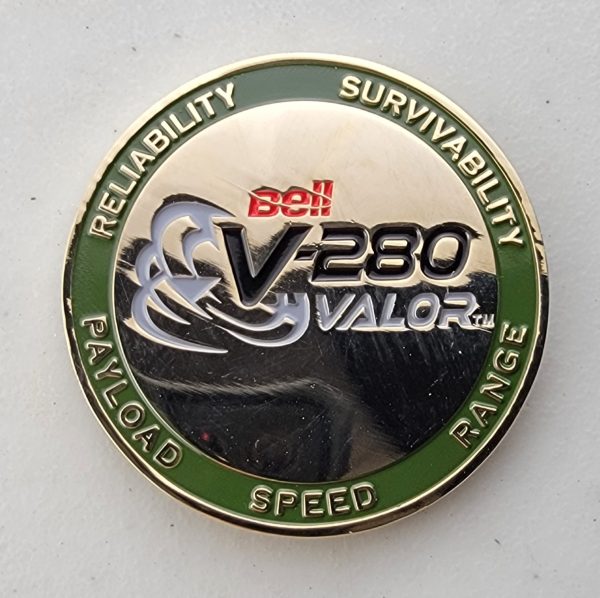 RELIABILITY
SURVIVABILITY
Bell
V-280
VALOR™
PAYLOAD
SPEED
RANGE